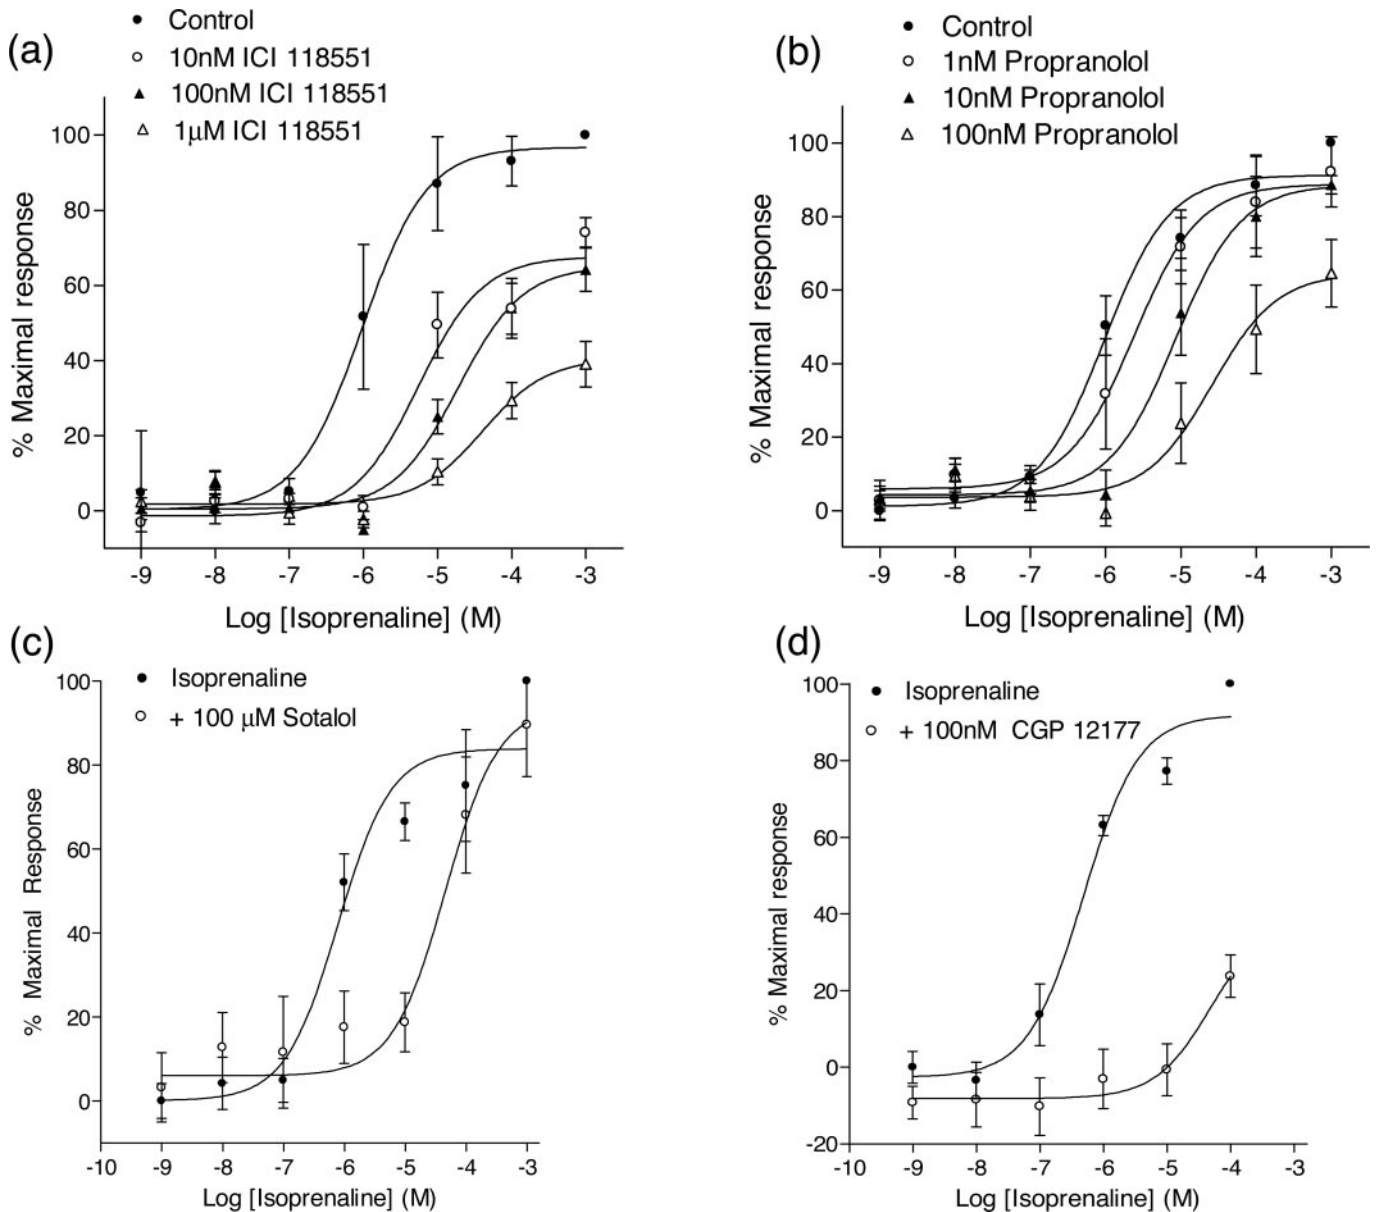 (a)
Control
10nM ICI 118551
100nM ICI 118551
1µM ICI 118551
100
80
60
40
20
0
% Maximal response
-9 -8 -7 -6 -5 -4 -3
Log [Isoprenaline] (M)
(b)
Control
1nM Propranolol
10nM Propranolol
100nM Propranolol
100
80
60
40
20
0
% Maximal response
-9 -8 -7 -6 -5 -4 -3
Log [Isoprenaline] (M)
(c)
Isoprenaline
+ 100 µM Sotalol
100
80
60
40
20
0
% Maximal Response
-10 -9 -8 -7 -6 -5 -4 -3
Log [Isoprenaline] (M)
(d)
Isoprenaline
+ 100nM CGP 12177
100
80
60
40
20
0
-20
% Maximal response
-10 -9 -8 -7 -6 -5 -4 -3
Log [Isoprenaline] (M)